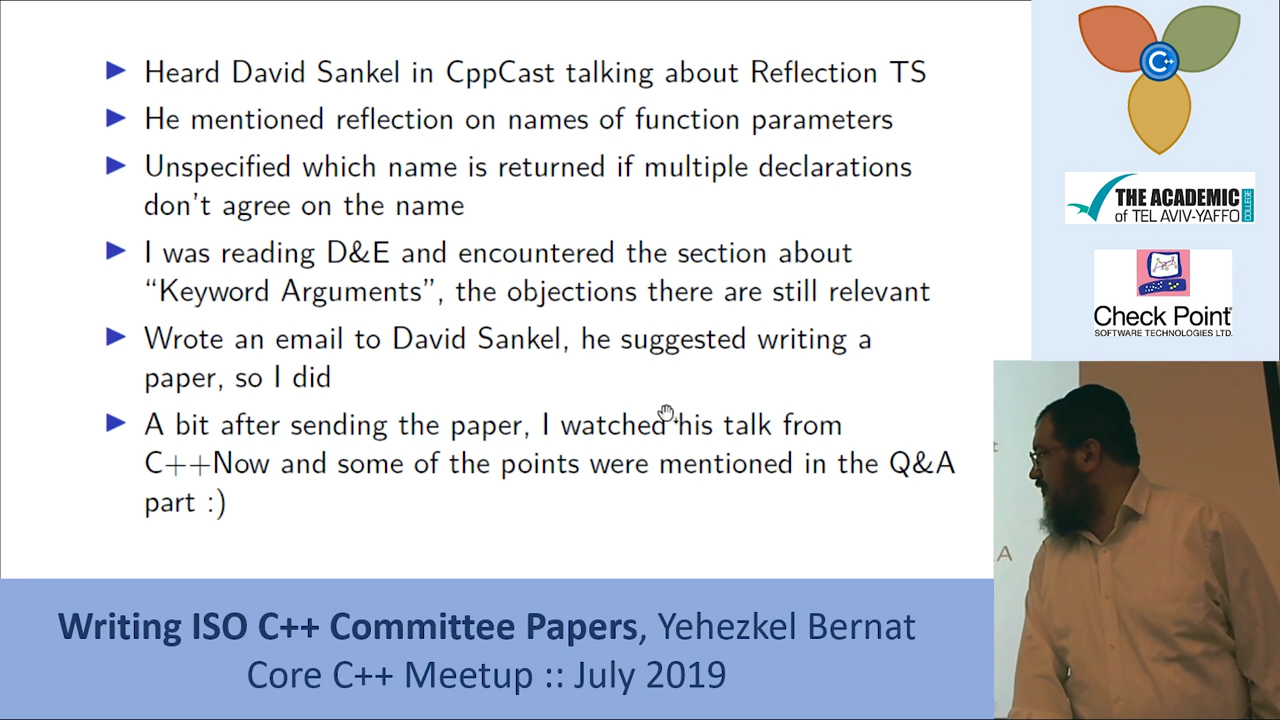 Heard David Sankel in CppCast talking about Reflection TS
He mentioned reflection on names of function parameters
Unspecified which name is returned if multiple declarations
don't agree on the name
I was reading D&E and encountered the section about
“Keyword Arguments”, the objections there are still relevant
Wrote an email to David Sankel, he suggested writing a
paper, so I did
A bit after sending the paper, I watched his talk from
C++Now and some of the points were mentioned in the Q&A
part :)
C++
THE ACADEMIC
of TEL AVIV-YAFFO
COLLEGE
Check Point
SOFTWARE TECHNOLOGIES LTD.
t
A
Writing ISO C++ Committee Papers, Yehezkel Bernat
Core C++ Meetup :: July 2019